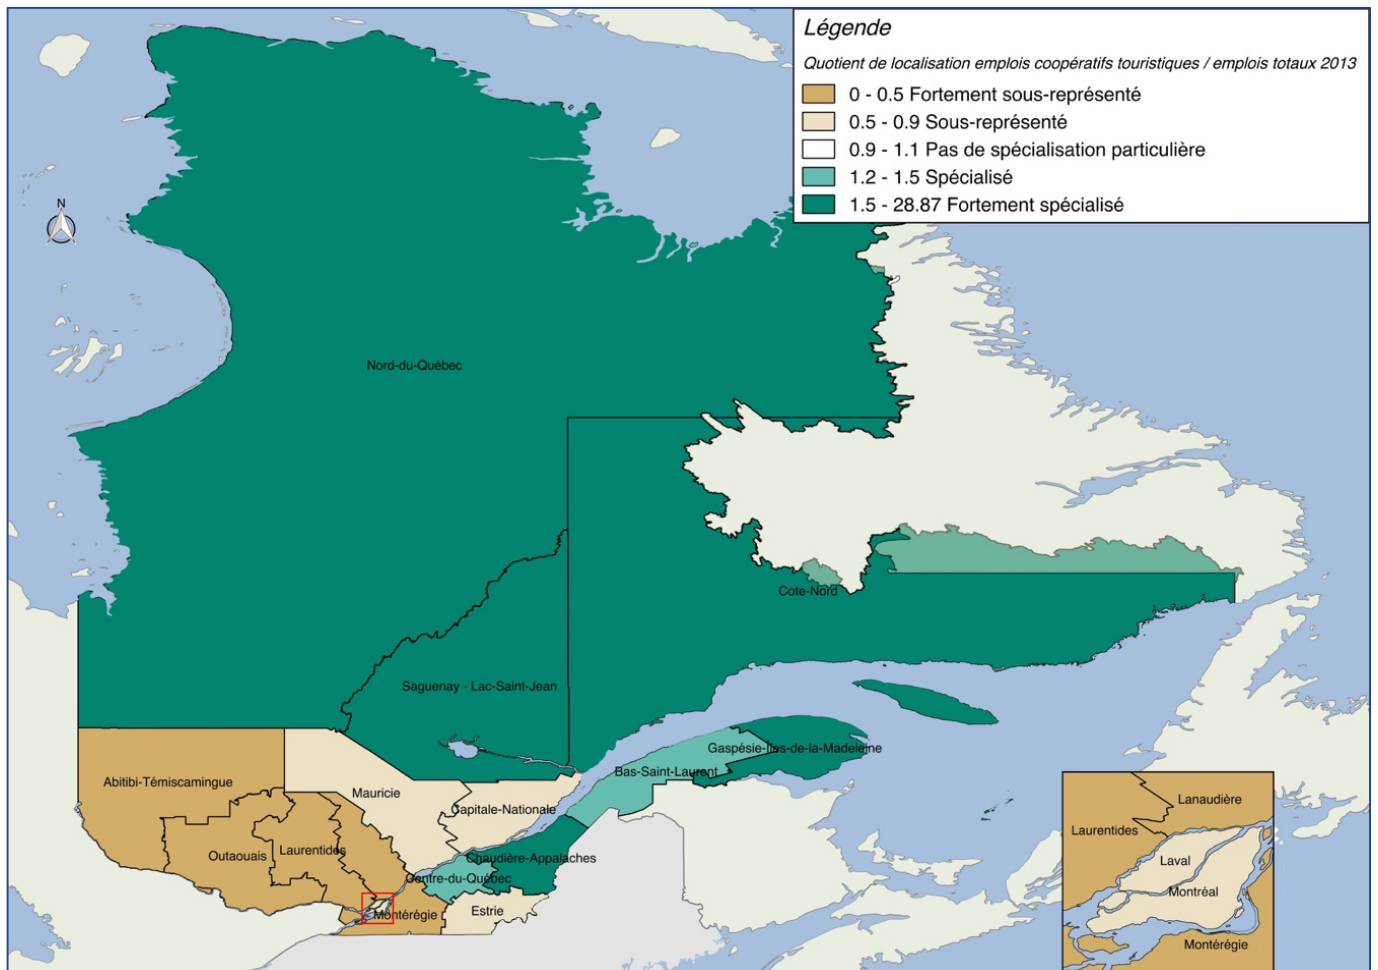 Légende
Quotient de localisation emplois coopératifs touristiques / emplois totaux 2013
0 - 0.5 Fortement sous-représenté
0.5 - 0.9 Sous-représenté
0.9 - 1.1 Pas de spécialisation particulière
1.2 - 1.5 Spécialisé
1.5 - 28.87 Fortement spécialisé
N
Nord-du-Québec
Cote-Nord
Saguenay - Lac-Saint-Jean
Gaspésie-Iles-de-la-Madeleine
Bas-Saint-Laurent
Abitibi-Témiscamingue
Mauricie
Capitale-Nationale
Outaouais
Laurentides
Chaudière-Appalaches
Centre-du-Québec
Estrie
Montérégie
Lanaudière
Laurentides
Laval
Montréal
Montérégie